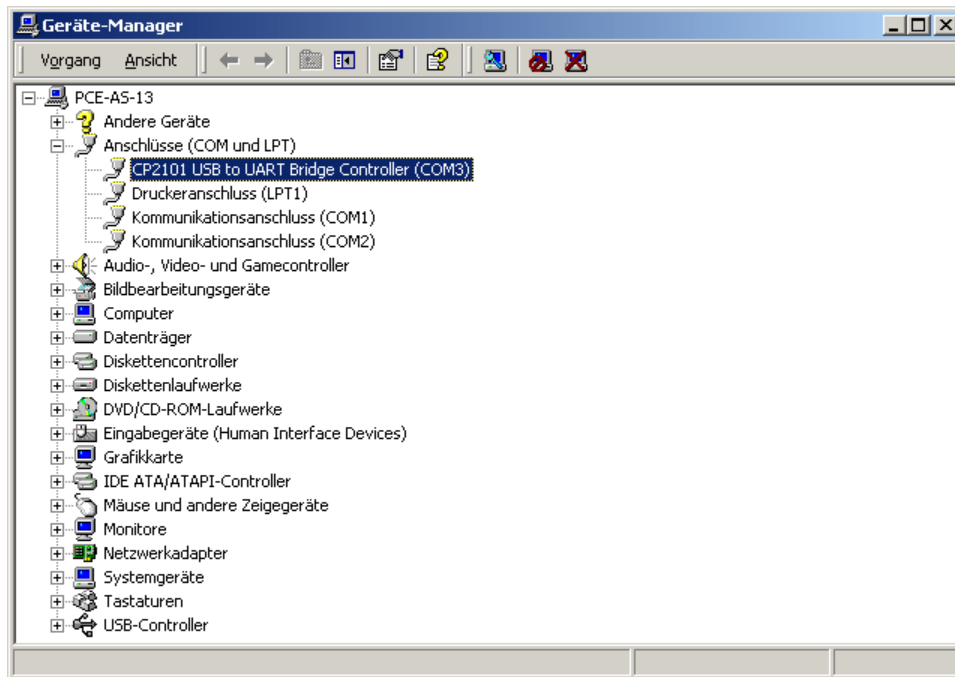 Geräte-Manager
Vorgang Ansicht
PCE-AS-13
Andere Geräte
Anschlüsse (COM und LPT)
CP2101 USB to UART Bridge Controller (COM3)
Druckeranschluss (LPT1)
Kommunikationsanschluss (COM1)
Kommunikationsanschluss (COM2)
Audio-, Video- und Gamecontroller
Bildbearbeitungsgeräte
Computer
Datenträger
Diskettencontroller
Diskettenlaufwerke
DVD/CD-ROM-Laufwerke
Eingabegeräte (Human Interface Devices)
Grafikkarte
IDE ATA/ATAPI-Controller
Mäuse und andere Zeigegeräte
Monitore
Netzwerkadapter
Systemgeräte
Tastaturen
USB-Controller